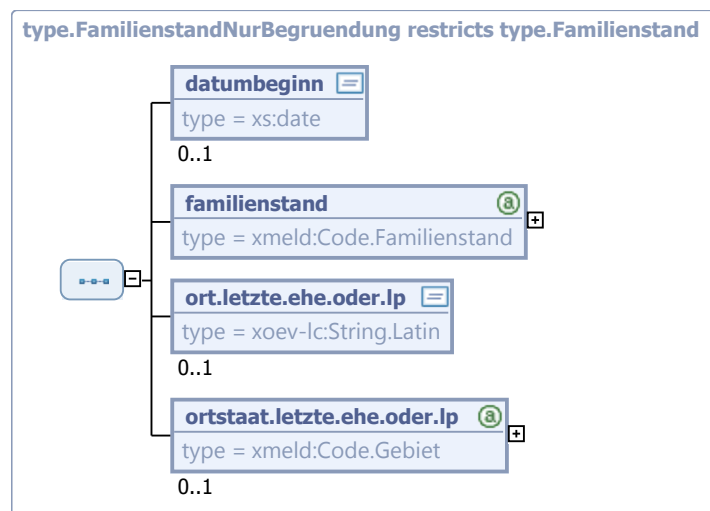 type.FamilienstandNurBegruendung restricts type.Familienstand
datumbeginn
type = xs:date
0..1
familienstand
type = xmeld:Code.Familienstand
ort.letzte.ehe.oder.lp
type = xoev-lc:String.Latin
0..1
ortstaat.letzte.ehe.oder.lp
type = xmeld:Code.Gebiet
0..1